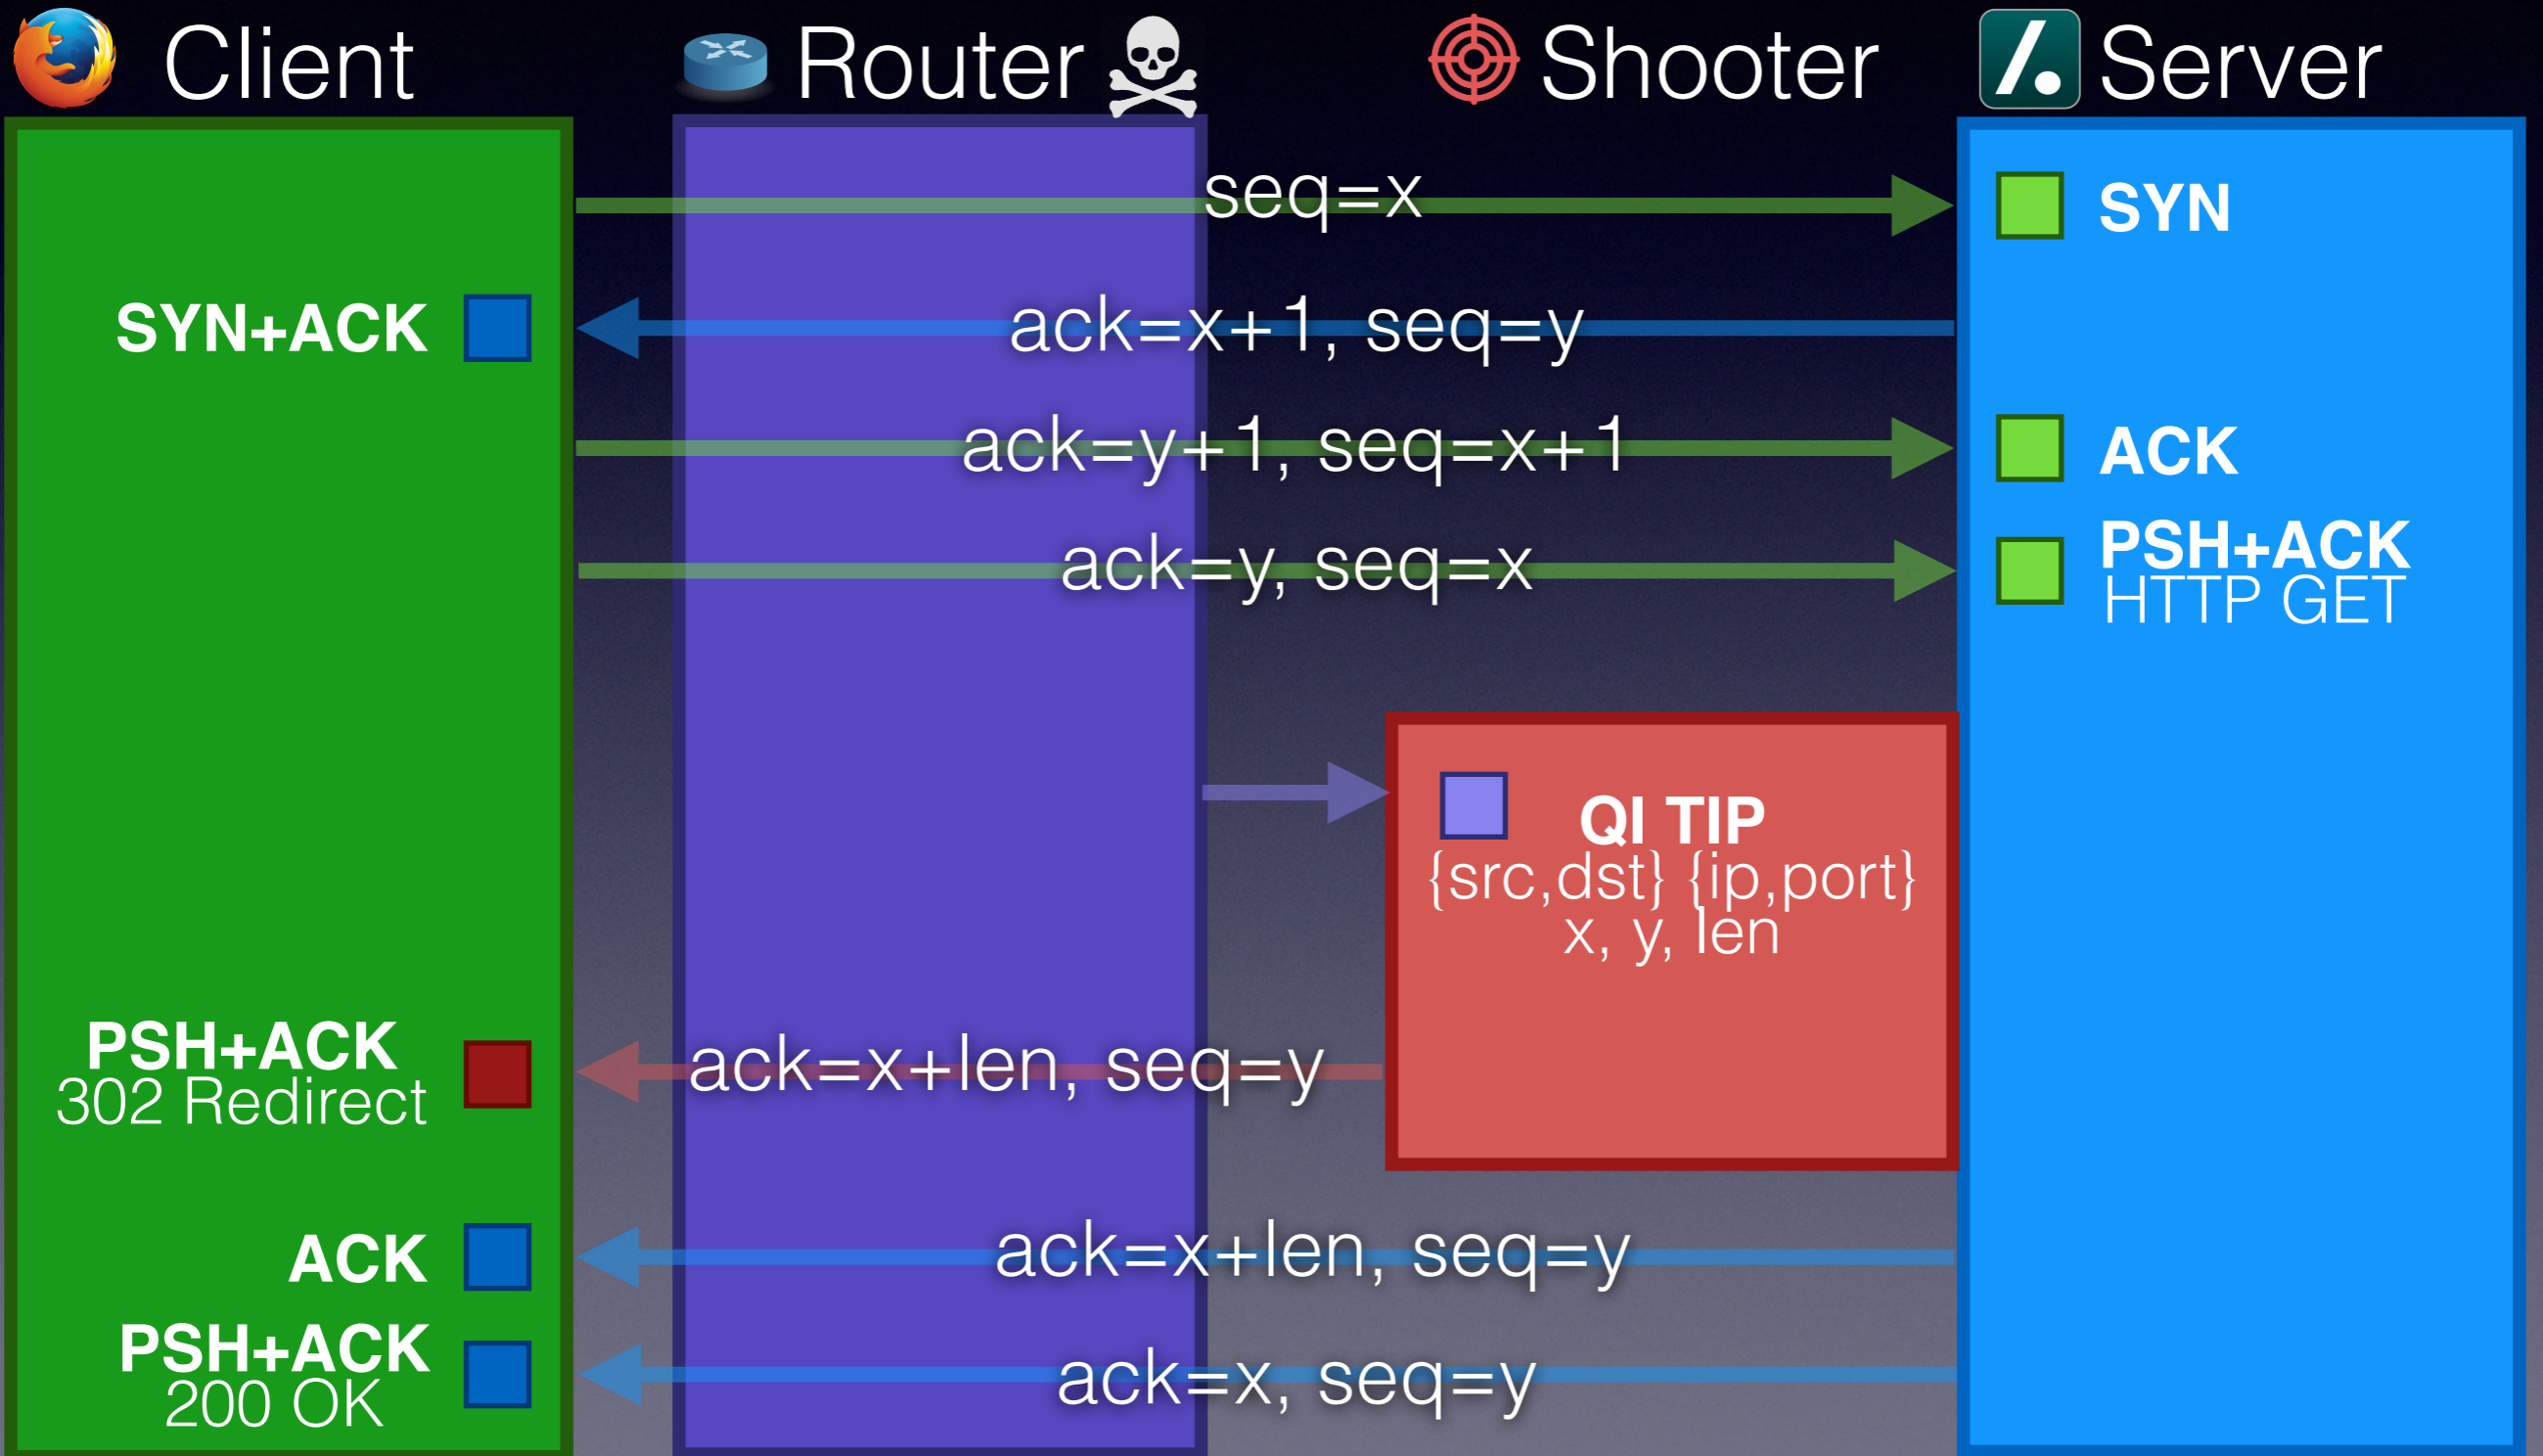 Client
Router
Shooter
Server
seq=x
SYN
SYN+ACK
ack=x+1, seq=y
ack=y+1, seq=x+1
ACK
ack=y, seq=x
PSH+ACK
HTTP GET
QI TIP
{src,dst} {ip,port}
x, y, len
PSH+ACK
302 Redirect
ack=x+len, seq=y
ACK
ack=x+len, seq=y
PSH+ACK
200 OK
ack=x, seq=y